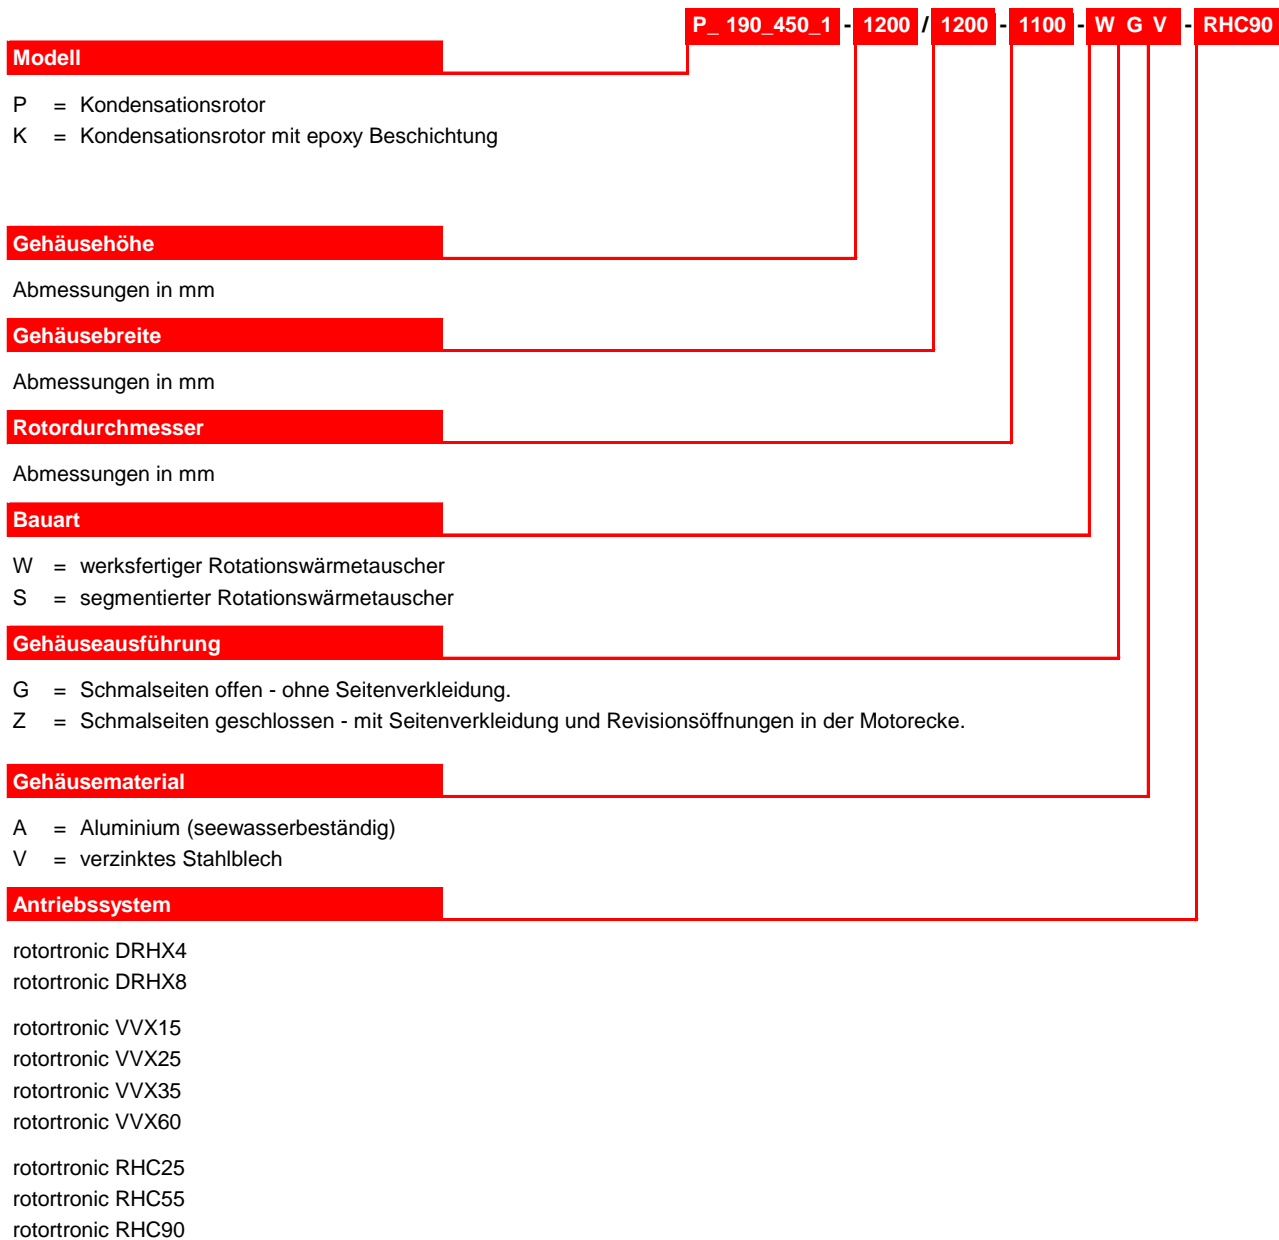 P_ 190_450_1 - 1200 / 1200 - 1100 - W G V - RHC90
Modell
P = Kondensationsrotor
K = Kondensationsrotor mit epoxy Beschichtung
Gehäusehöhe
Abmessungen in mm
Gehäusebreite
Abmessungen in mm
Rotordurchmesser
Abmessungen in mm
Bauart
W = werksfertiger Rotationswärmetauscher
S = segmentierter Rotationswärmetauscher
Gehäuseausführung
G = Schmalseiten offen - ohne Seitenverkleidung.
Z = Schmalseiten geschlossen - mit Seitenverkleidung und Revisionsöffnungen in der Motorecke.
Gehäusematerial
A = Aluminium (seewasserbeständig)
V = verzinktes Stahlblech
Antriebssystem
rotortronic DRHX4
rotortronic DRHX8
rotortronic VVX15
rotortronic VVX25
rotortronic VVX35
rotortronic VVX60
rotortronic RHC25
rotortronic RHC55
rotortronic RHC90